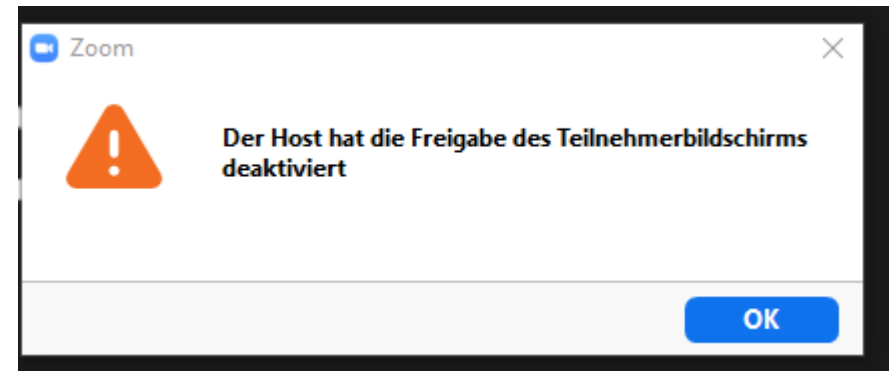 Zoom
Der Host hat die Freigabe des Teilnehmerbildschirms
deaktiviert
OK